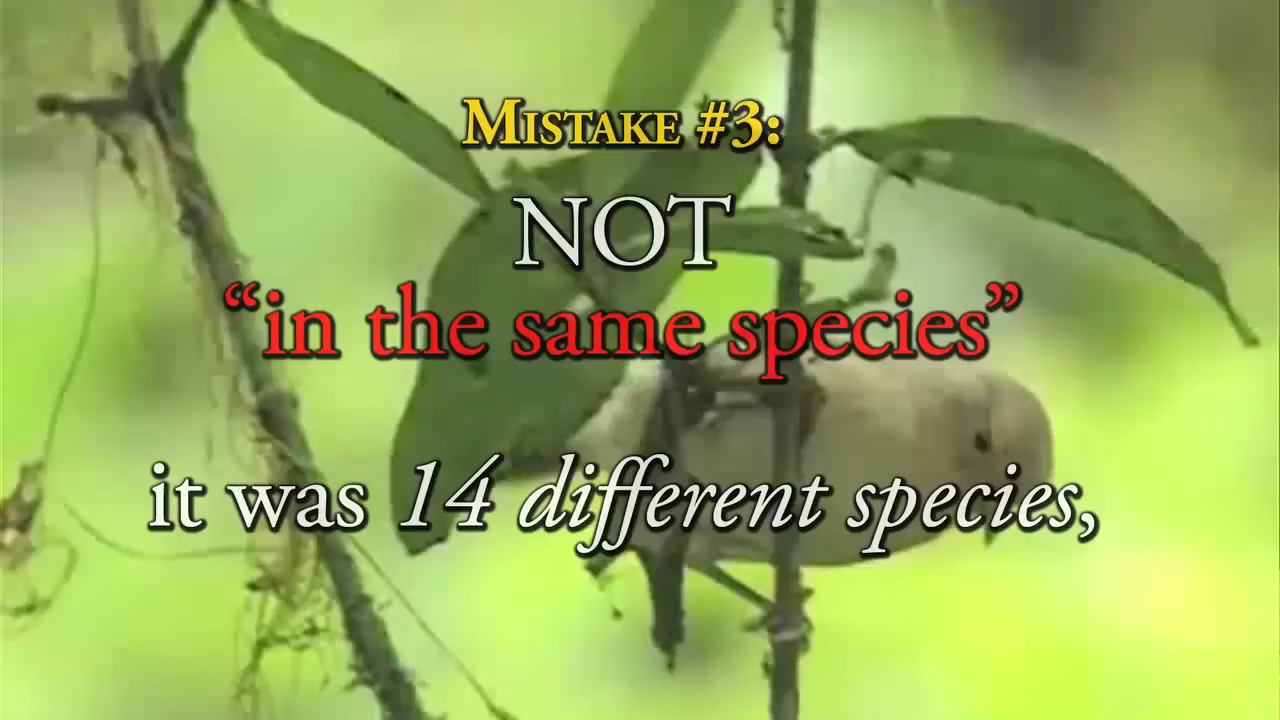 Mistake #3:
NOT
“in the same species”
it was 14 different species,